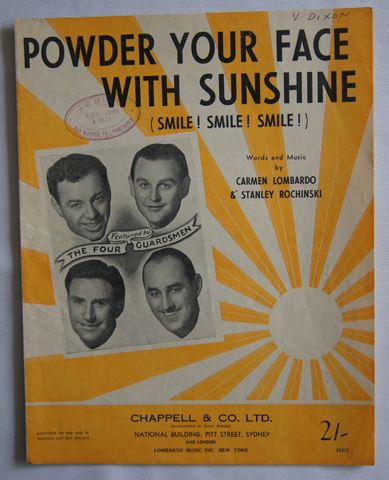 V. DIXON
POWDER YOUR FACE
WITH SUNSHINE
(SMILE! SMILE! SMILE!)
Words and Music
by
CARMEN LOMBARDO
& STANLEY ROCHINSKI
Featured by
THE FOUR GUARDSMEN
CHAPPELL & CO. LTD.
NATIONAL BUILDING, PITT STREET, SYDNEY
AND LONDON
LOMBARDO MUSIC INC. NEW YORK
2/-
NET